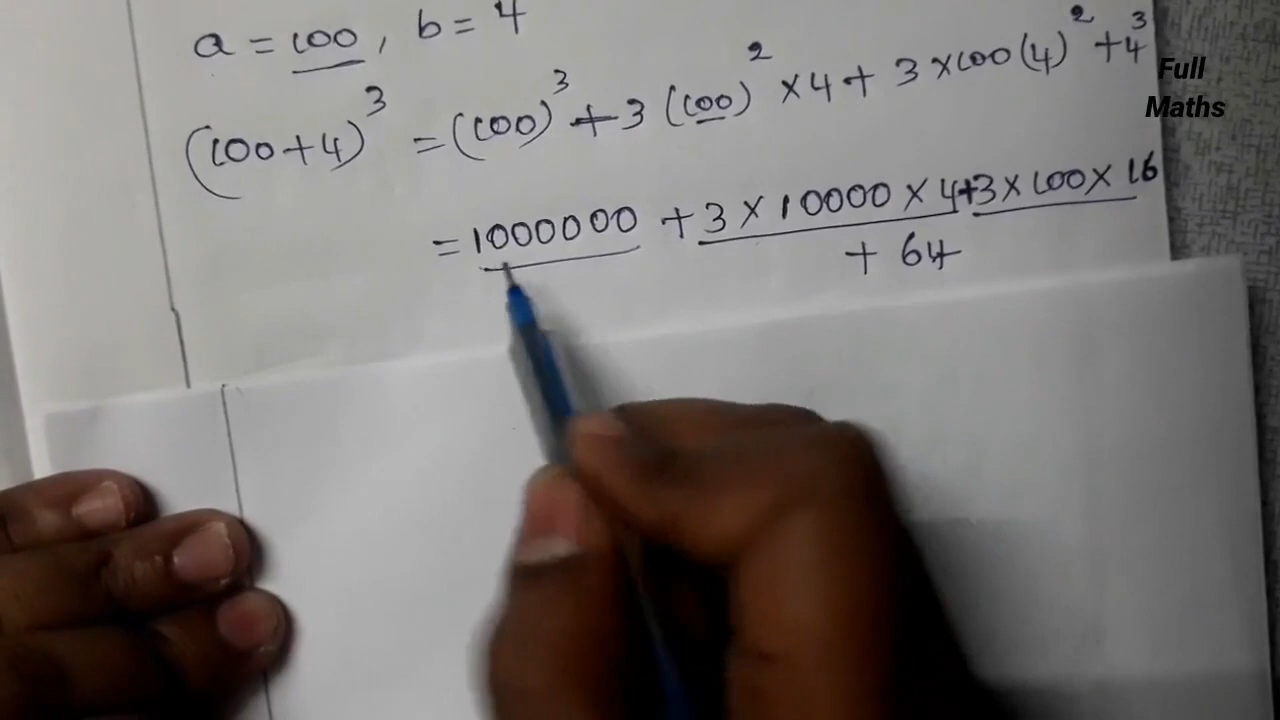 a = 100, b = 4
(100+4)³ = (100)³ + 3 (100)² × 4 + 3 × 100 (4)² + 4³
= 1000000 + 3 × 10000 × 4 + 3 × 100 × 16
+ 64
Full
Maths